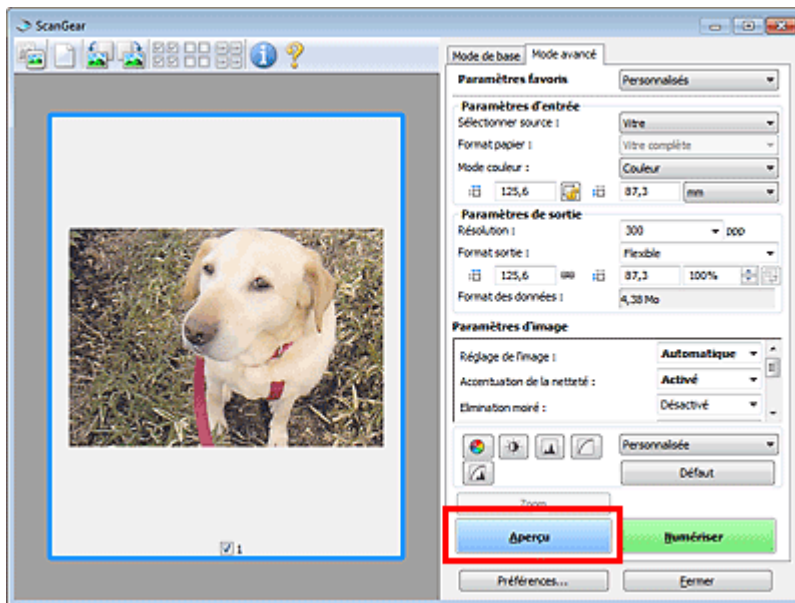 ScanGear
Mode de base Mode avancé
Paramètres favoris Personnalisés
Paramètres d'entrée
Sélectionner source : Vitre
Format papier : Vitre complète
Mode couleur : Couleur
125,6 87,3 mm
Paramètres de sortie
Résolution : 300 ppp
Format sortie : Flexible
125,6 87,3 100%
Format des données : 4,38 Mo
Paramètres d'image
Réglage de l'image : Automatique
Accentuation de la netteté : Activé
Elimination moiré : Désactivé
Personnalisée
Défaut
Zoom
Aperçu Numériser
1
Préférences... Fermer